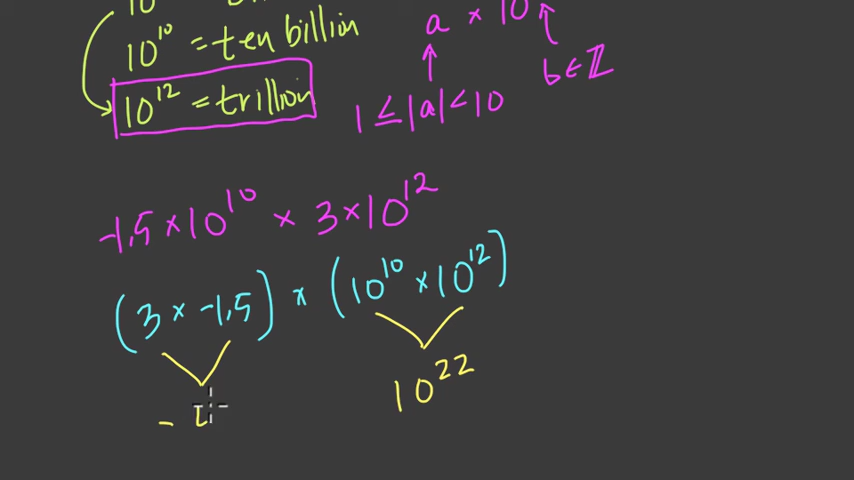 10
a × 10
10¹⁰ = ten billion
b ∈ ℤ
10¹² = trillion
1 ≤ |a| < 10
-1,5 × 10¹⁰ × 3 × 10¹²
(3 × -1,5) × (10¹⁰ × 10¹²)
10²²
-